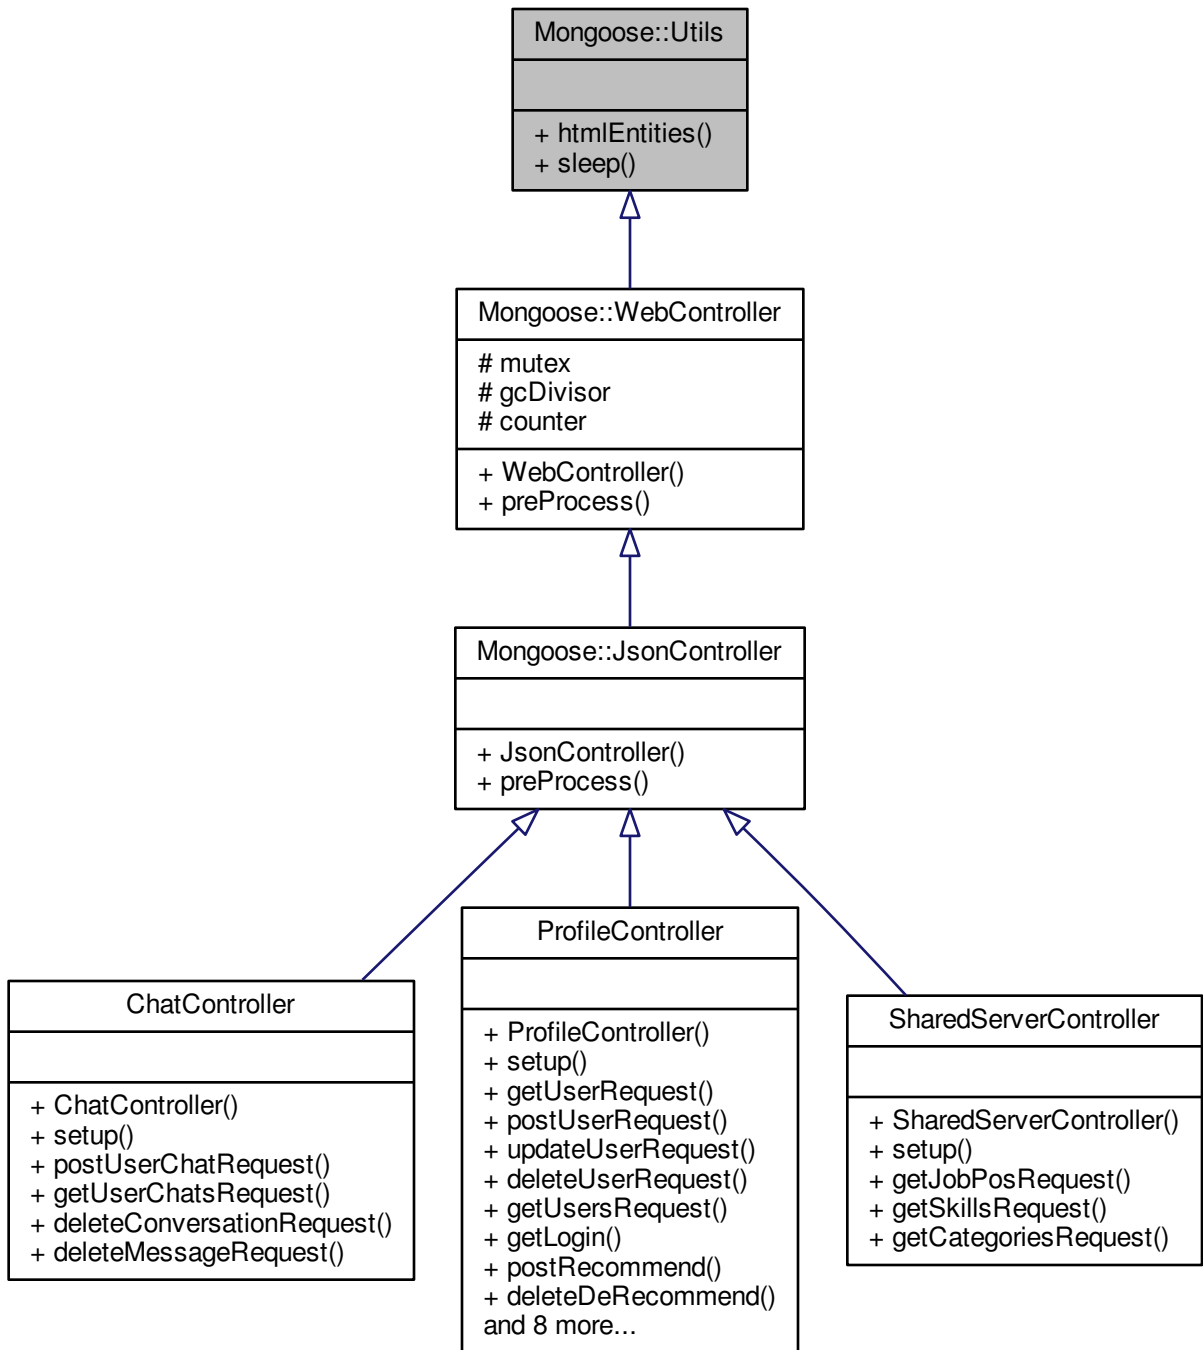 Mongoose::Utils
+ htmlEntities()
+ sleep()
Mongoose::WebController
# mutex
# gcDivisor
# counter
+ WebController()
+ preProcess()
Mongoose::JsonController
+ JsonController()
+ preProcess()
ChatController
+ ChatController()
+ setup()
+ postUserChatRequest()
+ getUserChatsRequest()
+ deleteConversationRequest()
+ deleteMessageRequest()
ProfileController
+ ProfileController()
+ setup()
+ getUserRequest()
+ postUserRequest()
+ updateUserRequest()
+ deleteUserRequest()
+ getUsersRequest()
+ getLogin()
+ postRecommend()
+ deleteDeRecommend()
and 8 more...
SharedServerController
+ SharedServerController()
+ setup()
+ getJobPosRequest()
+ getSkillsRequest()
+ getCategoriesRequest()